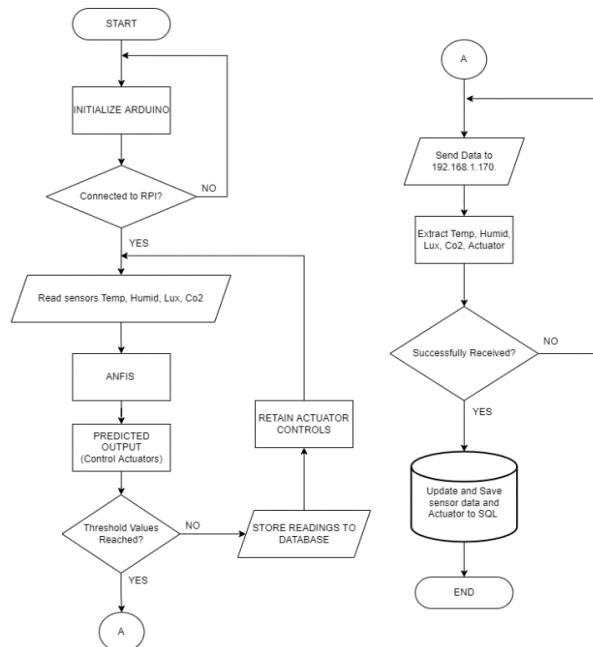 START
INITIALIZE ARDUINO
Connected to RPI?
NO
YES
Read sensors Temp, Humid, Lux, Co2
ANFIS
PREDICTED
OUTPUT
(Control Actuators)
Threshold Values
Reached?
NO
STORE READINGS TO
DATABASE
RETAIN ACTUATOR
CONTROLS
YES
A
A
Send Data to
192.168.1.170.
Extract Temp, Humid,
Lux, Co2, Actuator
Successfully Received?
NO
YES
Update and Save
sensor data and
Actuator to SQL
END